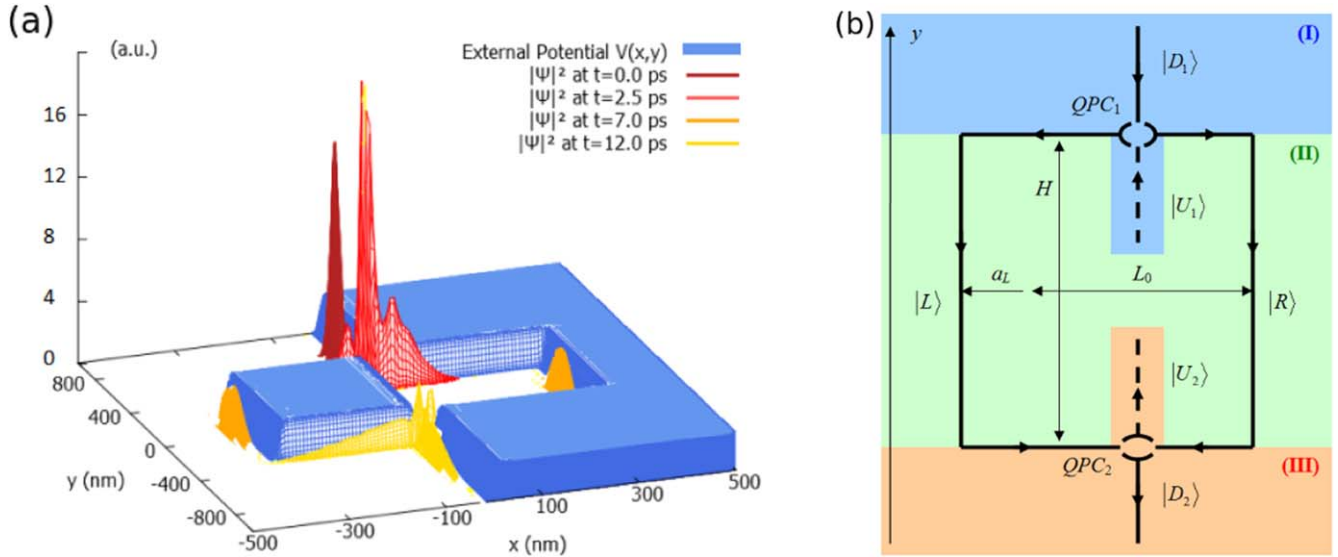 (a)
(a.u.)
External Potential V(x,y)
|Ψ|² at t=0.0 ps
|Ψ|² at t=2.5 ps
|Ψ|² at t=7.0 ps
|Ψ|² at t=12.0 ps
16
12
8
4
0
800
400
0
-400
-800
y (nm)
-500
-300
-100
100
300
500
x (nm)
(b)
y
(I)
|D₁⟩
QPC₁
(II)
H
|U₁⟩
a_L
L₀
|L⟩
|R⟩
|U₂⟩
QPC₂
(III)
|D₂⟩